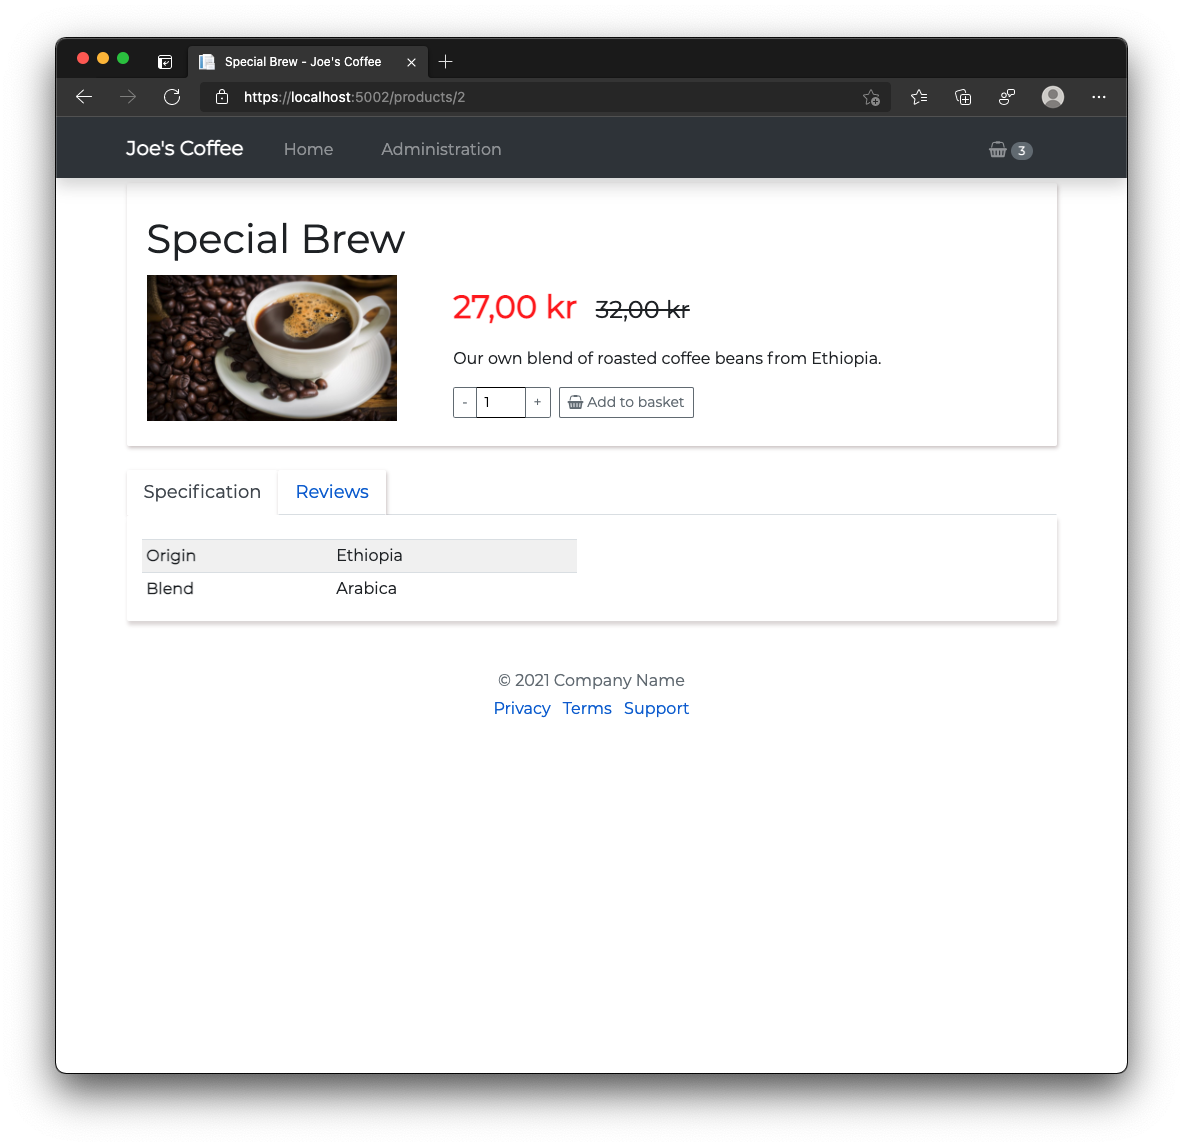 Special Brew - Joe's Coffee
https://localhost:5002/products/2
Joe's Coffee Home Administration 3
Special Brew
27,00 kr 32,00 kr
Our own blend of roasted coffee beans from Ethiopia.
- 1 + Add to basket
Specification Reviews
Origin Ethiopia
Blend Arabica
© 2021 Company Name
Privacy Terms Support